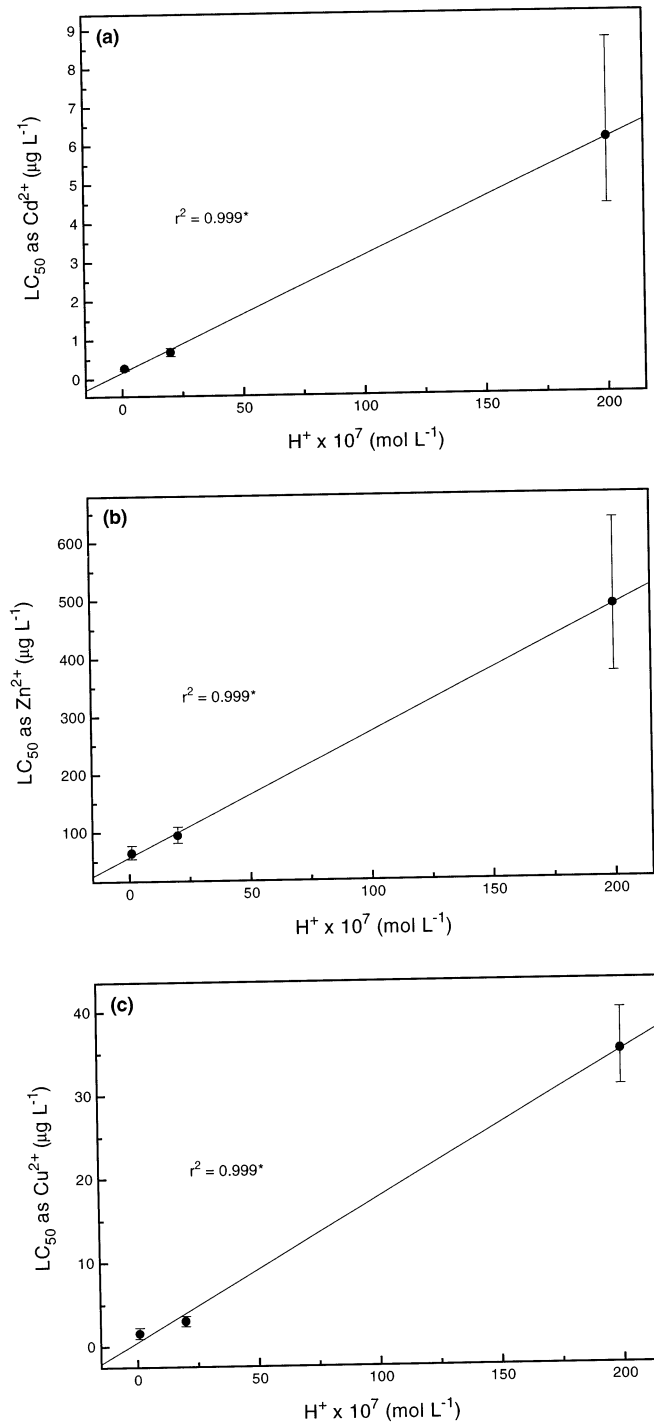 (a)
9
8
7
6
5
4
3
2
1
0
LC₅₀ as Cd²⁺ (µg L⁻¹)
r² = 0.999*
0 50 100 150 200
H⁺ x 10⁷ (mol L⁻¹)
(b)
600
500
400
300
200
100
LC₅₀ as Zn²⁺ (µg L⁻¹)
r² = 0.999*
0 50 100 150 200
H⁺ x 10⁷ (mol L⁻¹)
(c)
40
30
20
10
0
LC₅₀ as Cu²⁺ (µg L⁻¹)
r² = 0.999*
0 50 100 150 200
H⁺ x 10⁷ (mol L⁻¹)